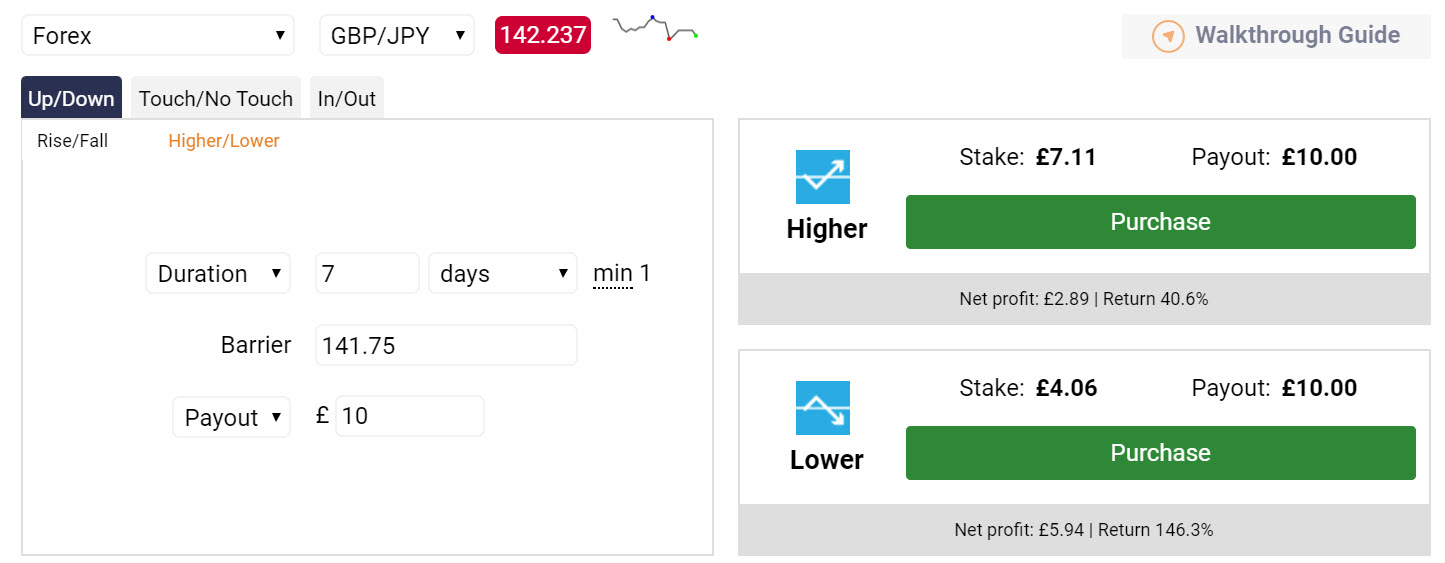 Forex GBP/JPY 142.237 Walkthrough Guide
Up/Down Touch/No Touch In/Out
Rise/Fall Higher/Lower
Duration 7 days min 1
Barrier 141.75
Payout £ 10
Higher
Stake: £7.11 Payout: £10.00
Purchase
Net profit: £2.89 | Return 40.6%
Lower
Stake: £4.06 Payout: £10.00
Purchase
Net profit: £5.94 | Return 146.3%